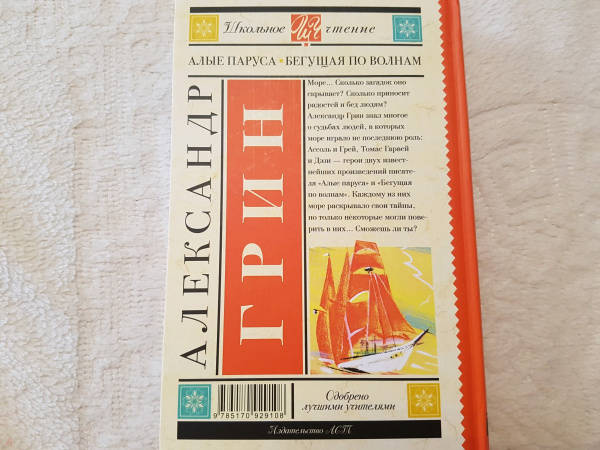 Школьное ШЧ чтение
АЛЫЕ ПАРУСА • БЕГУЩАЯ ПО ВОЛНАМ
АЛЕКСАНДР
ГРИН
Море... Сколько загадок оно
скрывает? Сколько приносит
радостей и бед людям?
Александр Грин знал многое
о судьбах людей, в которых
море играло не последнюю роль:
Ассоль и Грей, Томас Гарвей
и Дэзи — герои двух извест-
нейших произведений писате-
ля «Алые паруса» и «Бегущая
по волнам». Каждому из них
море раскрывало свои тайны,
но только некоторые могли пове-
рить в них... Сможешь ли ты?
9 785170 929108
Одобрено
лучшими учителями
Издательство АСТ